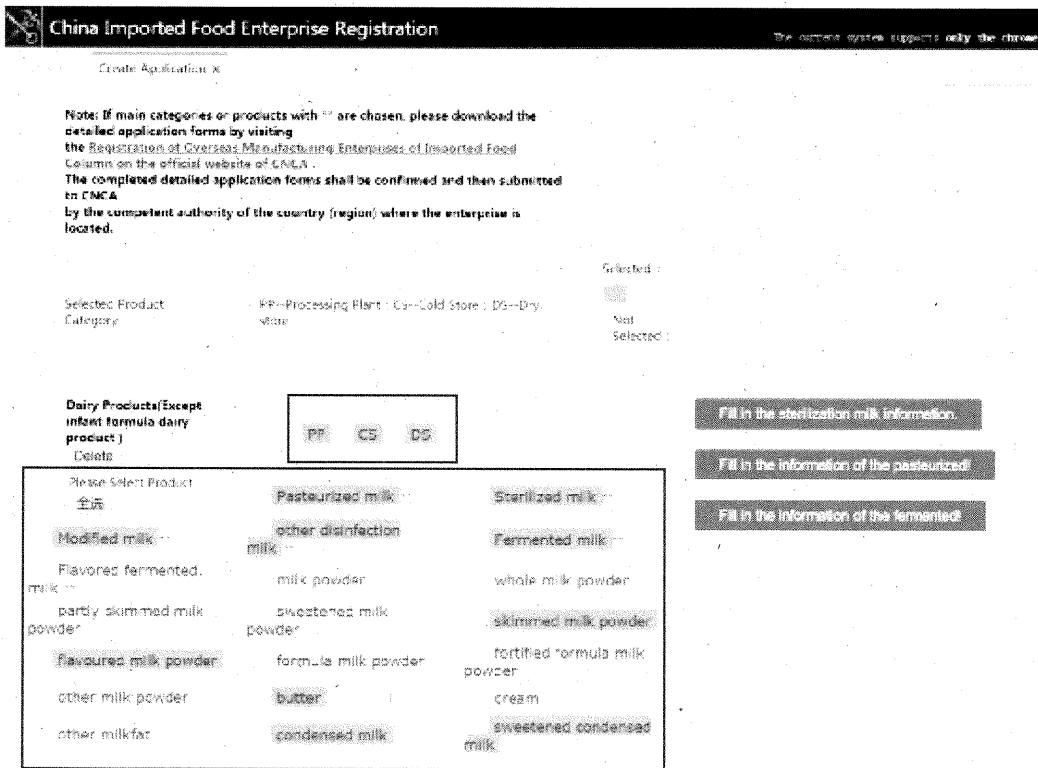 China Imported Food Enterprise Registration
The current system supports only the chrome
Create Application ×
Note: If main categories or products with ** are chosen, please download the
detailed application forms by visiting
the Registration of Overseas Manufacturing Enterprises of Imported Food
Column on the official website of CNCA .
The completed detailed application forms shall be confirmed and then submitted
to CNCA
by the competent authority of the country (region) where the enterprise is
located.
Selected :
Selected Product
Category
PP--Processing Plant ; CS--Cold Store ; DS--Dry
store
Not
Selected :
Dairy Products(Except
infant formula dairy
product )
Delete
PP CS DS
Fill in the sterilization milk information.
Fill in the information of the pasteurized!
Fill in the information of the fermented!
Please Select Product
全选
Pasteurized milk **
Sterilized milk **
Modified milk **
other disinfection
milk **
Fermented milk **
Flavored fermented
milk **
milk powder
whole milk powder
partly skimmed milk
powder
sweetened milk
powder
skimmed milk powder
flavoured milk powder
formula milk powder
fortified formula milk
powder
other milk powder
butter
cream
other milkfat
condensed milk
sweetened condensed
milk